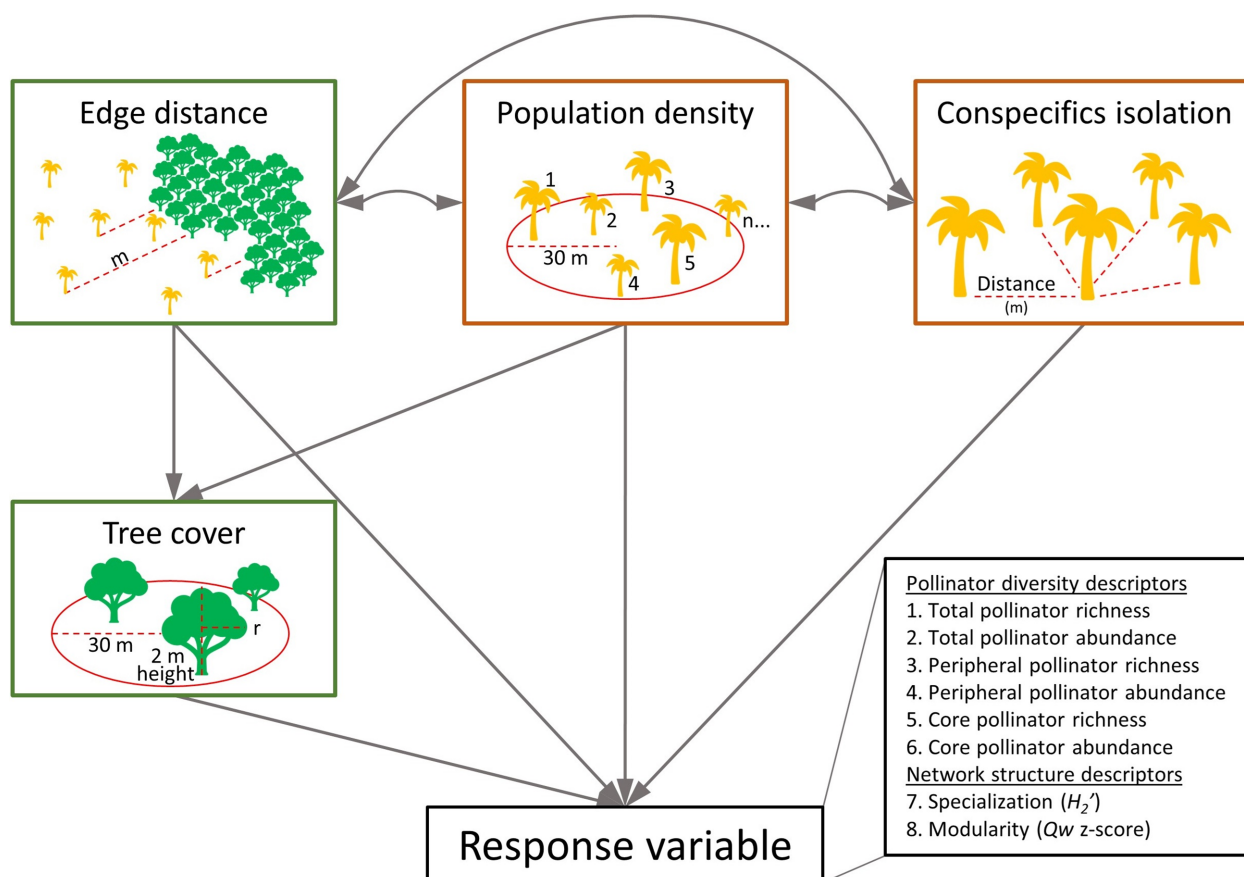 Edge distance
m
Population density
1
2
3
n...
30 m
4
5
Conspecifics isolation
Distance
(m)
Tree cover
30 m
r
2 m
height
Response variable
Pollinator diversity descriptors
1. Total pollinator richness
2. Total pollinator abundance
3. Peripheral pollinator richness
4. Peripheral pollinator abundance
5. Core pollinator richness
6. Core pollinator abundance
Network structure descriptors
7. Specialization (H₂’)
8. Modularity (Qw z-score)